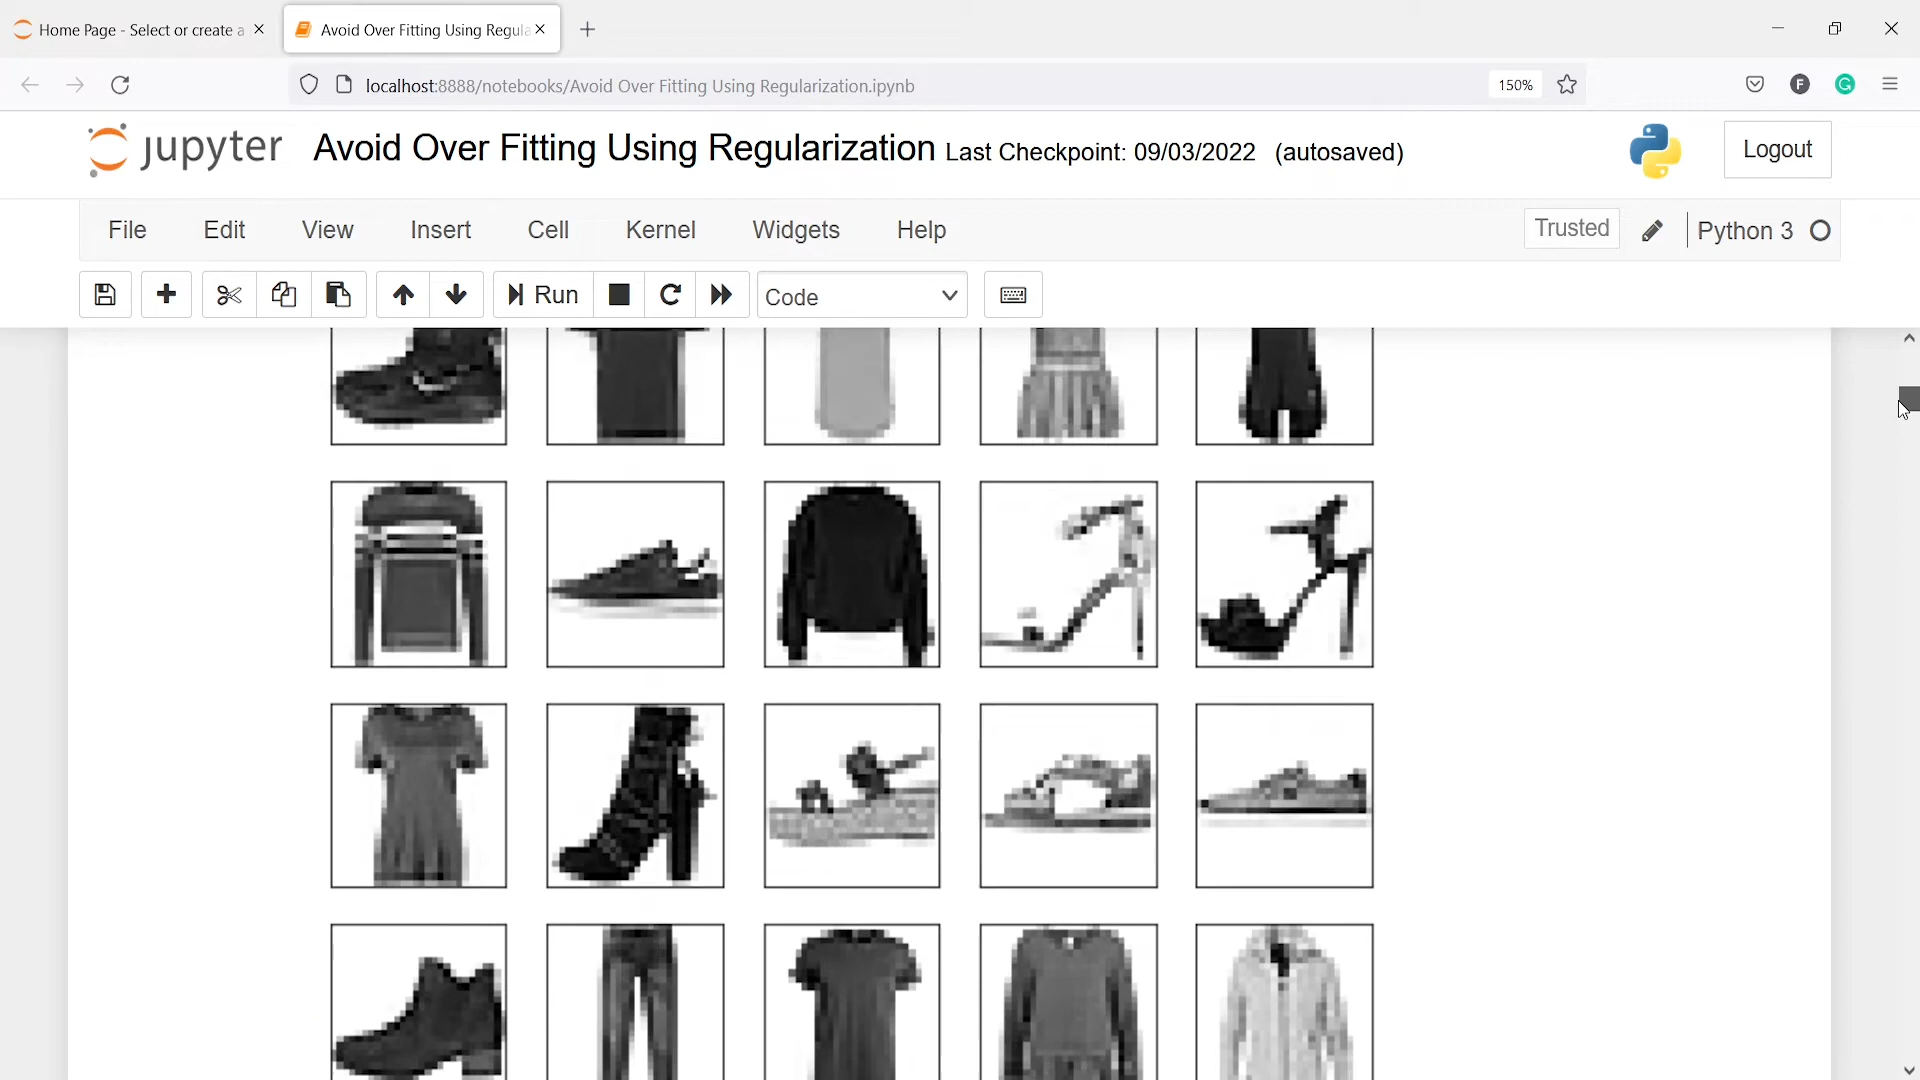 Home Page - Select or create a
Avoid Over Fitting Using Regula
localhost:8888/notebooks/Avoid Over Fitting Using Regularization.ipynb
150%
F
G
jupyter
Avoid Over Fitting Using Regularization Last Checkpoint: 09/03/2022 (autosaved)
Logout
File Edit View Insert Cell Kernel Widgets Help
Trusted
Python 3
Run
Code